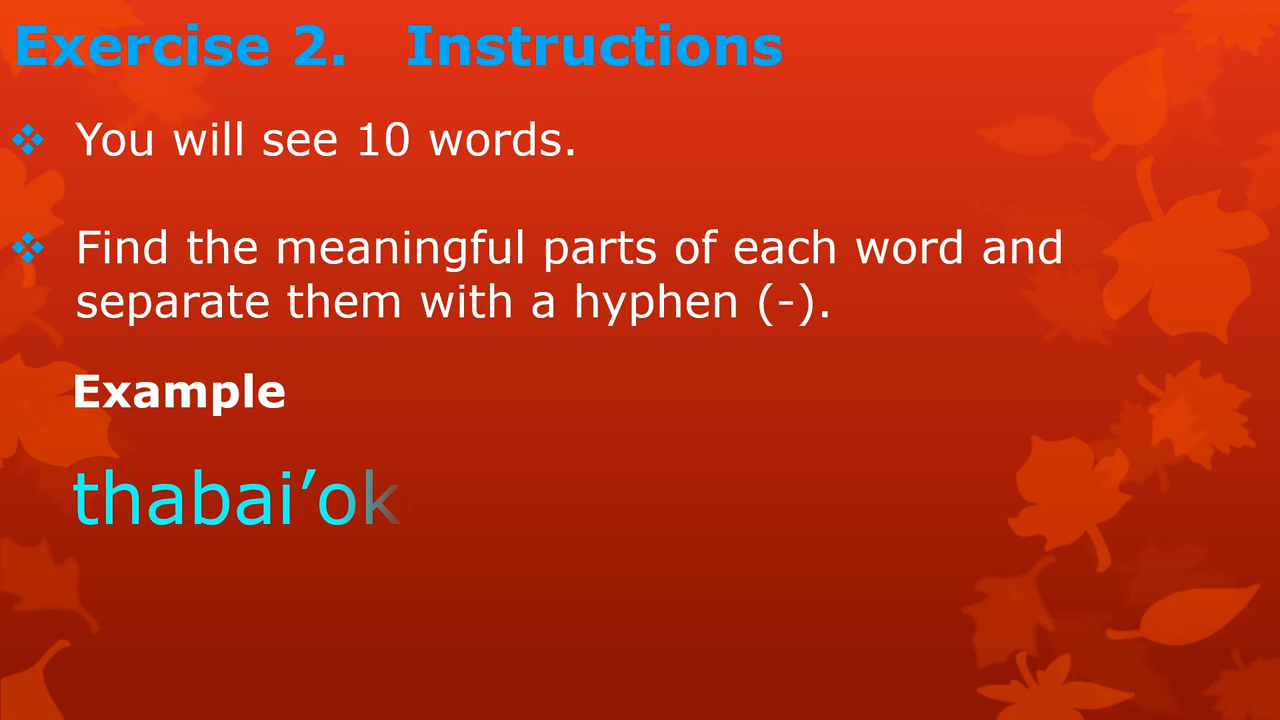 Exercise 2. Instructions
❖ You will see 10 words.
❖ Find the meaningful parts of each word and
separate them with a hyphen (-).
Example
thabai’ok